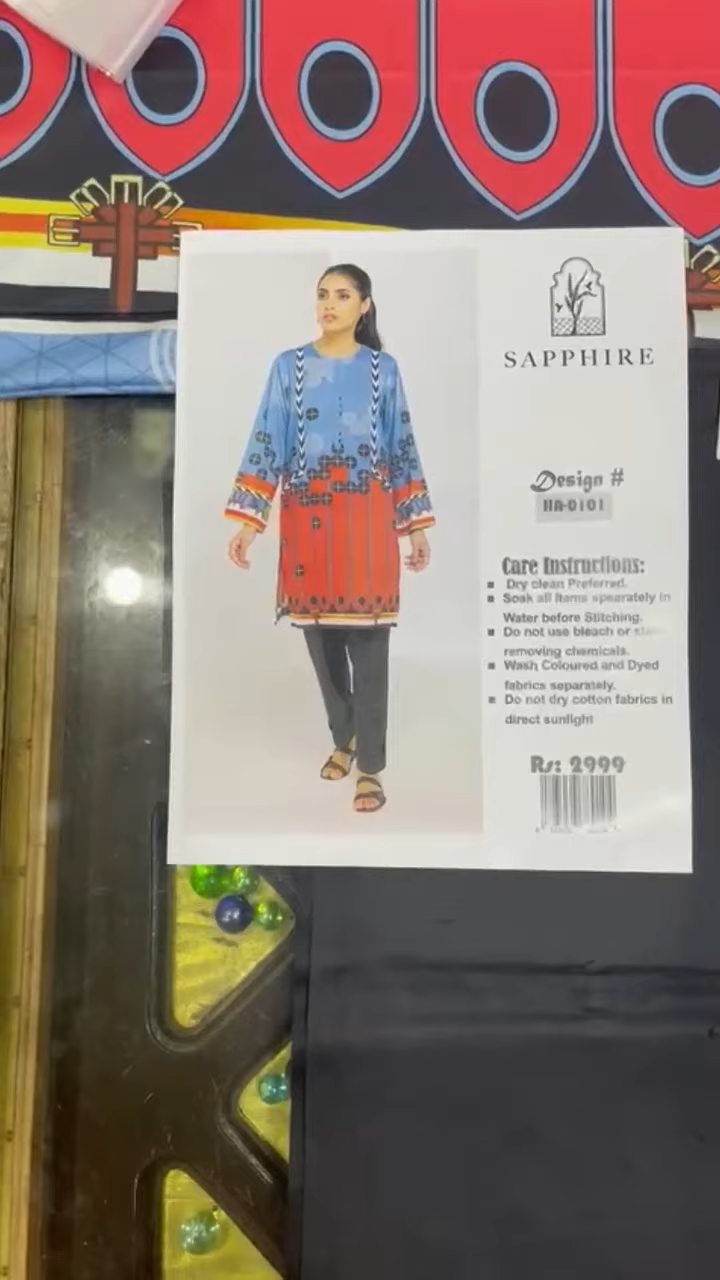 SAPPHIRE
Design #
HA-0101
Care Instructions:
Dry clean Preferred.
Soak all items spearately in
Water before Stitching.
Do not use bleach or
removing chemicals.
Wash Coloured and Dyed
fabrics separately.
Do not dry cotton fabrics in
direct sunlight
Rs: 2999